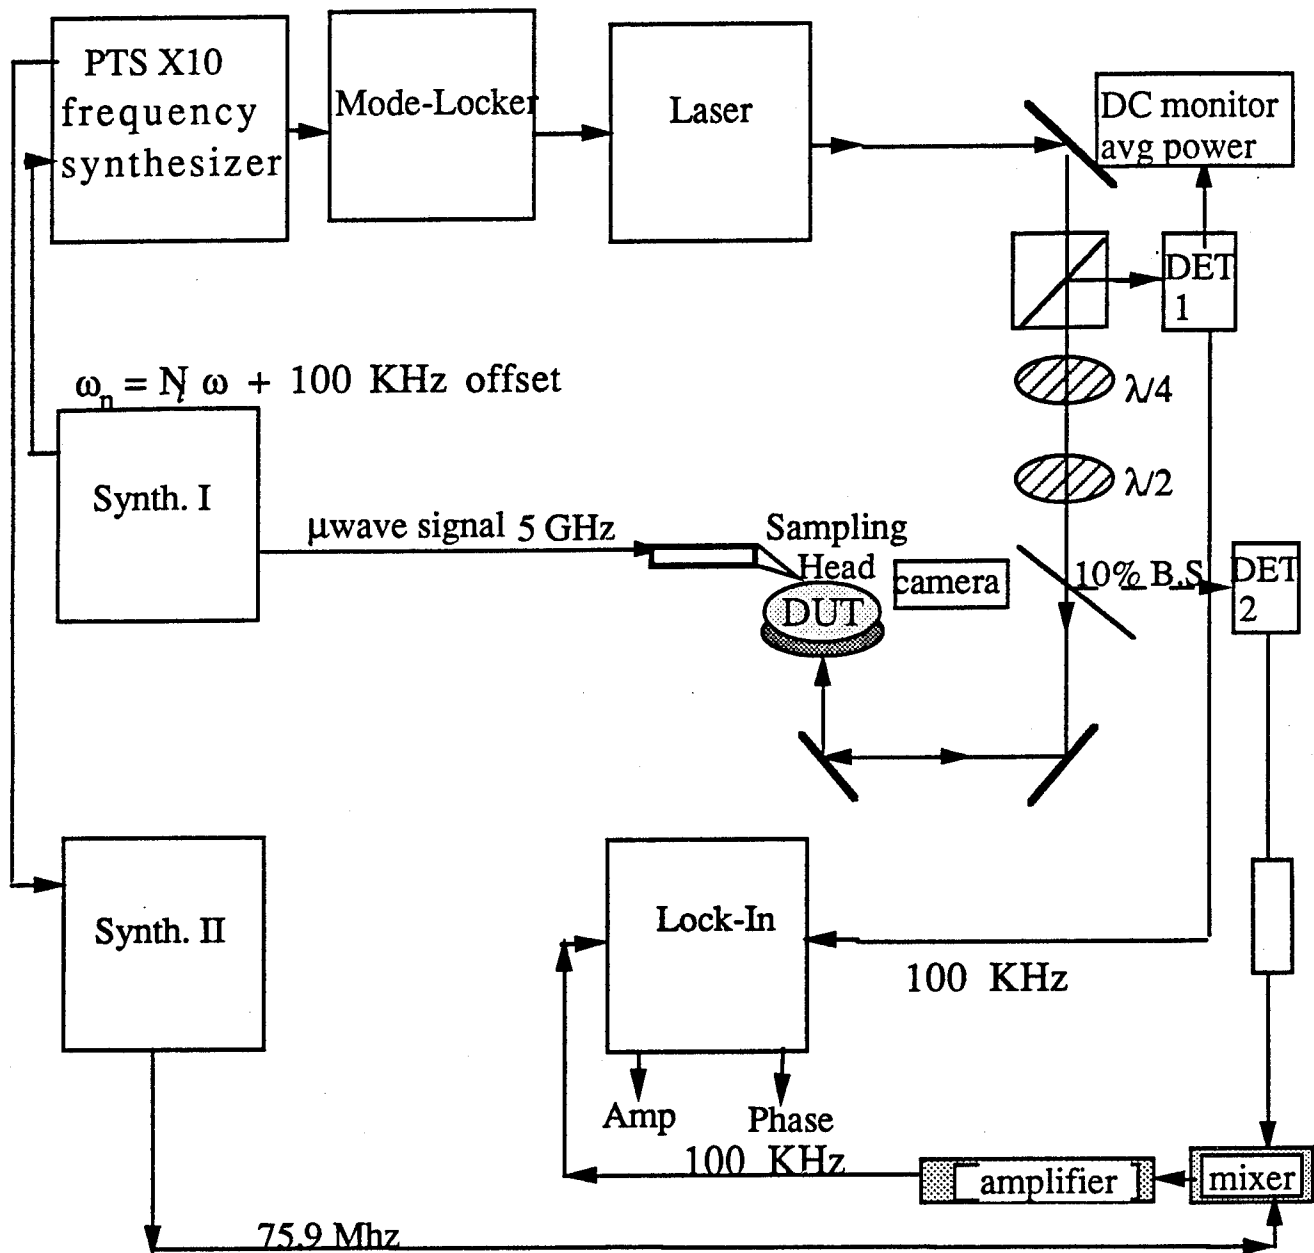 PTS X10
frequency
synthesizer
Mode-Locker
Laser
DC monitor
avg power
DET
1
λ/4
λ/2
ωn = N ω + 100 KHz offset
Synth. I
μwave signal 5 GHz
Sampling
Head
camera
DUT
10% B.S.
DET
2
Synth. II
Lock-In
100 KHz
Amp
Phase
100 KHz
amplifier
mixer
75.9 Mhz